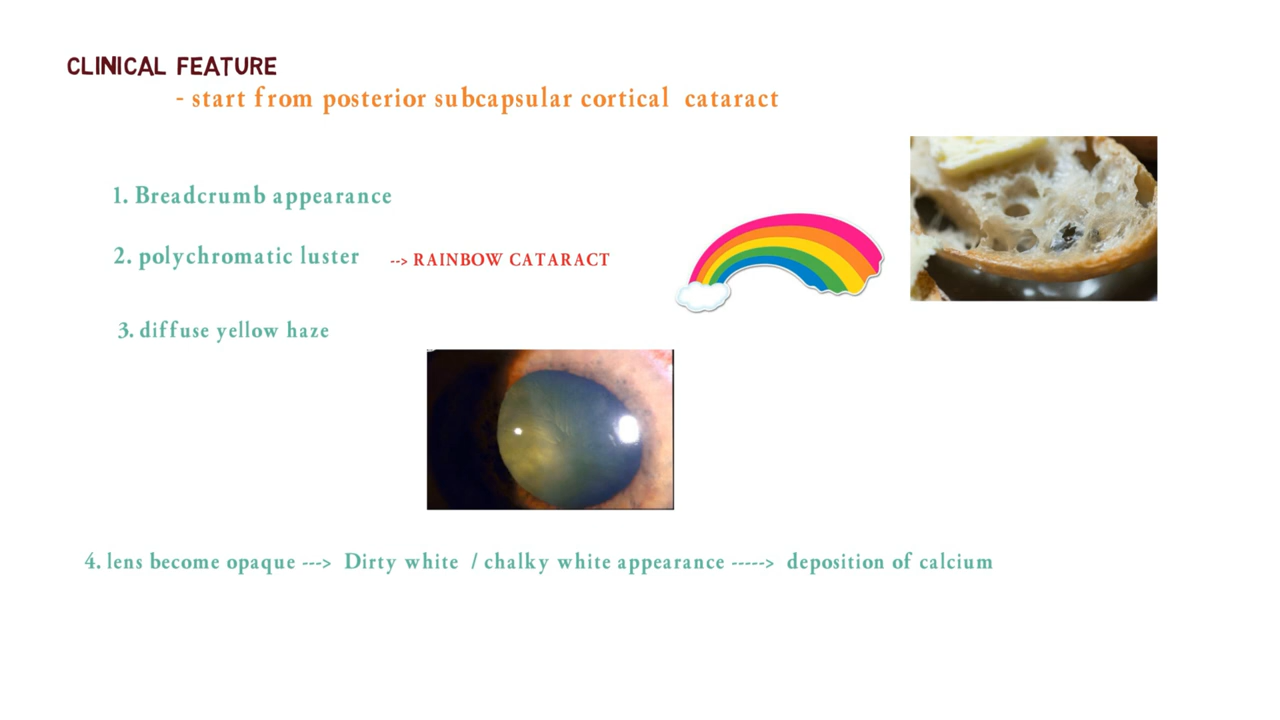 CLINICAL FEATURE
- start from posterior subcapsular cortical cataract
1. Breadcrumb appearance
2. polychromatic luster --> RAINBOW CATARACT
3. diffuse yellow haze
4. lens become opaque ---> Dirty white / chalky white appearance -----> deposition of calcium